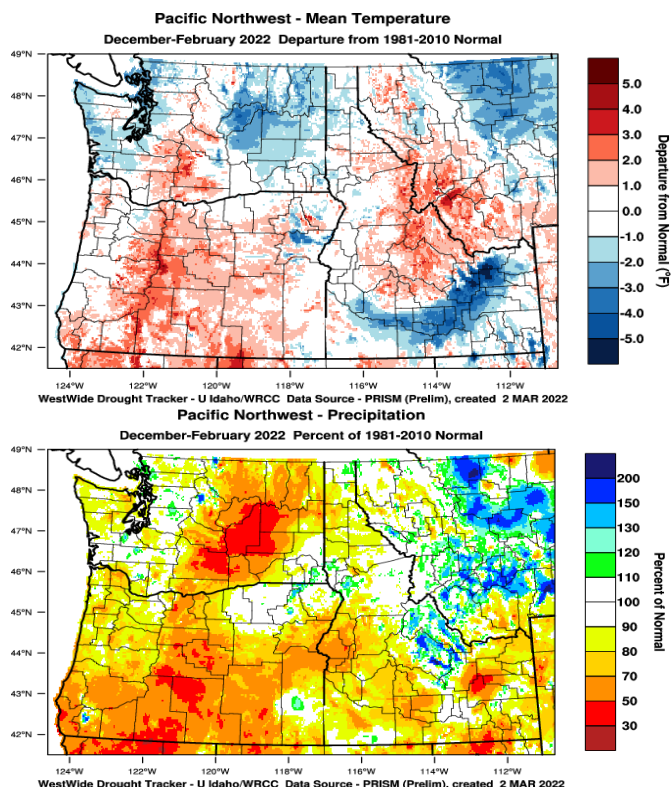 Pacific Northwest - Mean Temperature
December-February 2022 Departure from 1981-2010 Normal
49°N
48°N
47°N
46°N
45°N
44°N
43°N
42°N
124°W 122°W 120°W 118°W 116°W 114°W 112°W
5.0
4.0
3.0
2.0
1.0
0.0
-1.0
-2.0
-3.0
-4.0
-5.0
Departure from Normal (°F)
WestWide Drought Tracker - U Idaho/WRCC Data Source - PRISM (Prelim), created 2 MAR 2022
Pacific Northwest - Precipitation
December-February 2022 Percent of 1981-2010 Normal
49°N
48°N
47°N
46°N
45°N
44°N
43°N
42°N
124°W 122°W 120°W 118°W 116°W 114°W 112°W
200
150
130
120
110
100
90
80
70
50
30
Percent of Normal
WestWide Drought Tracker - U Idaho/WRCC Data Source - PRISM (Prelim), created 2 MAR 2022